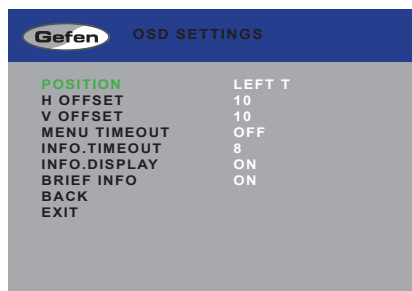 Gefen OSD SETTINGS
POSITION LEFT T
H OFFSET 10
V OFFSET 10
MENU TIMEOUT OFF
INFO.TIMEOUT 8
INFO.DISPLAY ON
BRIEF INFO ON
BACK
EXIT